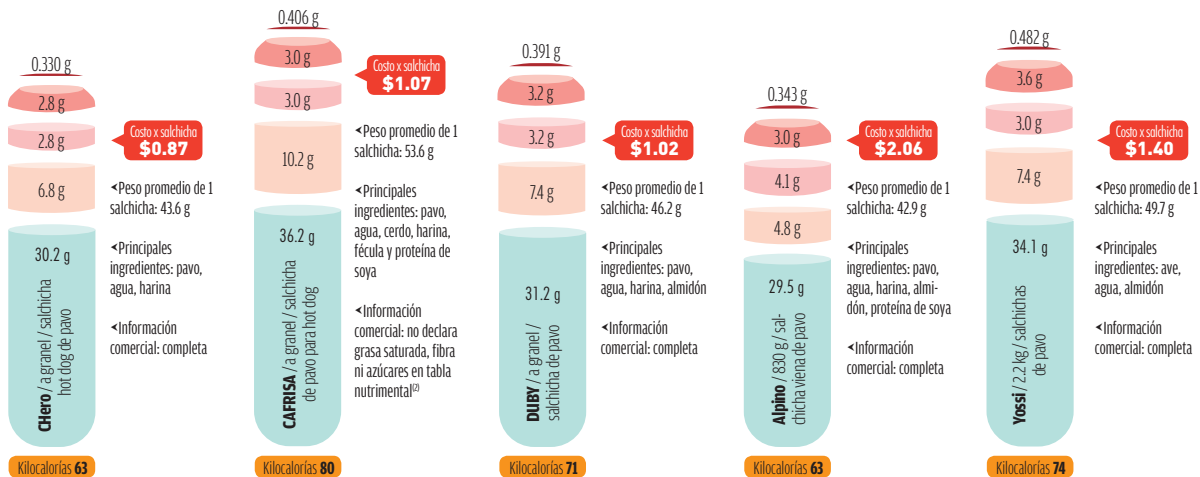 0.330 g
2.8 g
2.8 g
6.8 g
30.2 g
CHero / a granel / salchicha
hot dog de pavo
Kilocalorías 63
Costo x salchicha
$0.87
Peso promedio de 1
salchicha: 43.6 g
Principales
ingredientes: pavo,
agua, harina
Información
comercial: completa
0.406 g
3.0 g
3.0 g
10.2 g
36.2 g
CAFRISA / a granel / salchicha
de pavo para hot dog
Kilocalorías 80
Costo x salchicha
$1.07
Peso promedio de 1
salchicha: 53.6 g
Principales
ingredientes: pavo,
agua, cerdo, harina,
fécula y proteína de
soya
Información
comercial: no declara
grasa saturada, fibra
ni azúcares en tabla
nutrimental(2)
0.391 g
3.2 g
3.2 g
7.4 g
31.2 g
DUBY / a granel /
salchicha de pavo
Kilocalorías 71
Costo x salchicha
$1.02
Peso promedio de 1
salchicha: 46.2 g
Principales
ingredientes: pavo,
agua, harina, almidón
Información
comercial: completa
0.343 g
3.0 g
4.1 g
4.8 g
29.5 g
Alpino / 830 g / sal-
chicha viena de pavo
Kilocalorías 63
Costo x salchicha
$2.06
Peso promedio de 1
salchicha: 42.9 g
Principales
ingredientes: pavo,
agua, harina, almi-
dón, proteína de soya
Información
comercial: completa
0.482 g
3.6 g
3.0 g
7.4 g
34.1 g
Yossi / 2.2 kg / salchichas
de pavo
Kilocalorías 74
Costo x salchicha
$1.40
Peso promedio de 1
salchicha: 49.7 g
Principales
ingredientes: ave,
agua, almidón
Información
comercial: completa